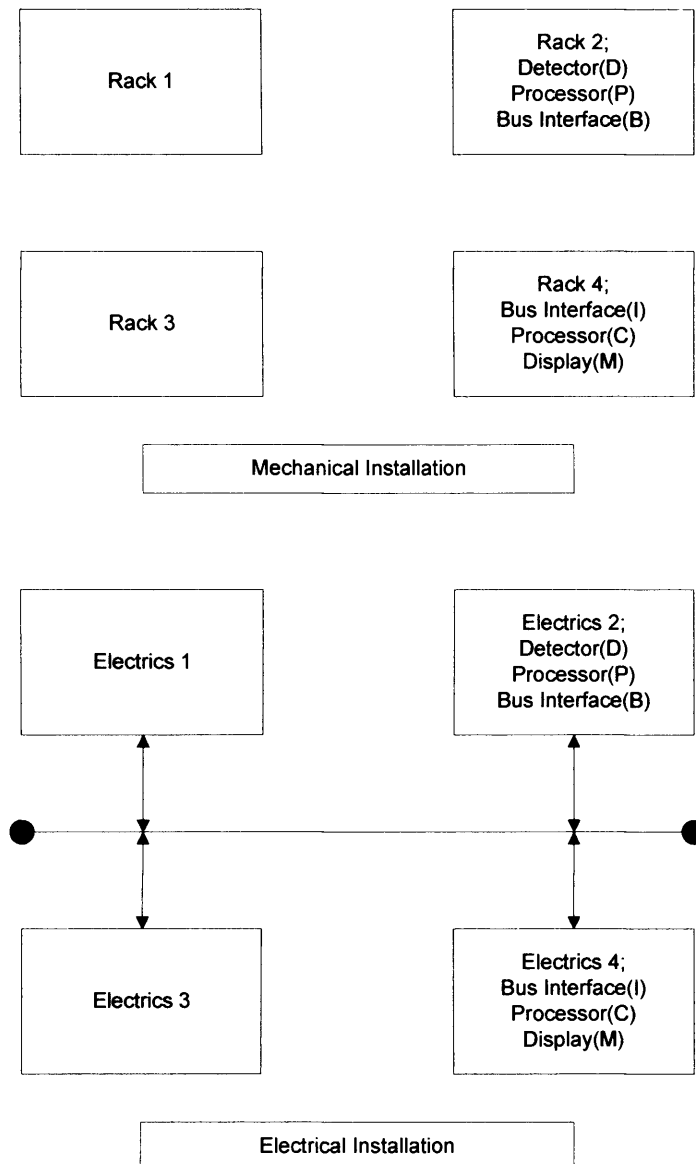 Rack 1
Rack 2;
Detector(D)
Processor(P)
Bus Interface(B)
Rack 3
Rack 4;
Bus Interface(I)
Processor(C)
Display(M)
Mechanical Installation
Electrics 1
Electrics 2;
Detector(D)
Processor(P)
Bus Interface(B)
Electrics 3
Electrics 4;
Bus Interface(I)
Processor(C)
Display(M)
Electrical Installation